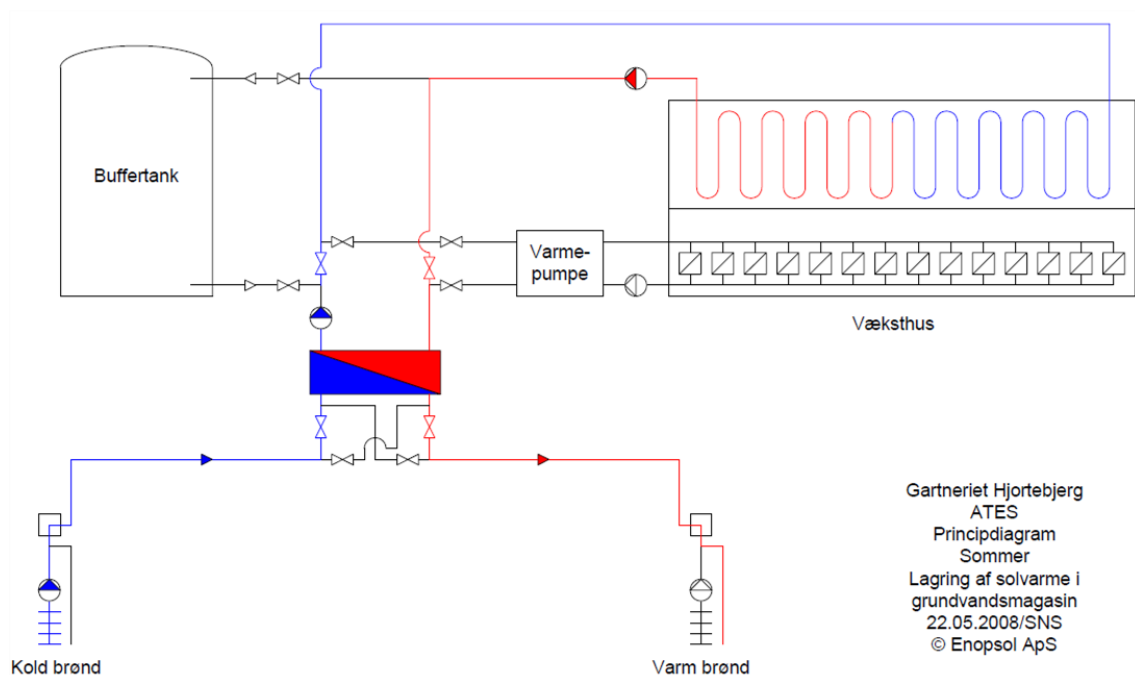 Buffertank
Varme-
pumpe
Væksthus
Gartneriet Hjortebjerg
ATES
Principdiagram
Sommer
Lagring af solvarme i
grundvandsmagasin
22.05.2008/SNS
© Enopsol ApS
Kold brønd
Varm brønd